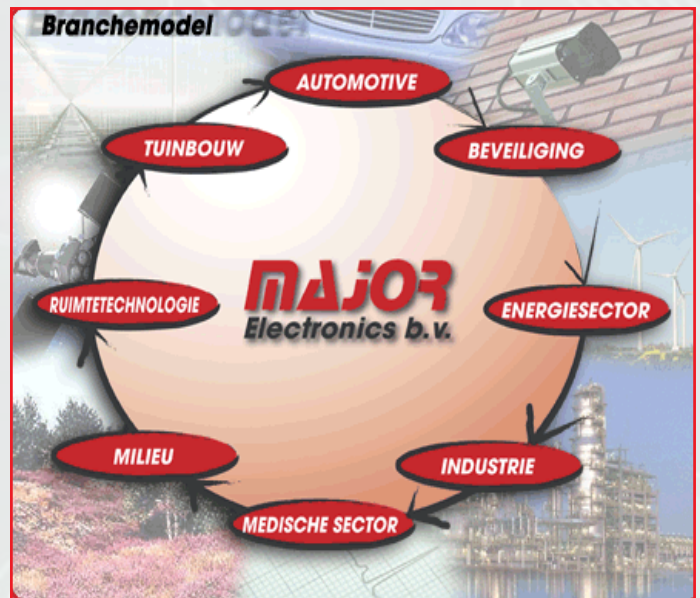 Branchemodel
AUTOMOTIVE
BEVEILIGING
ENERGIESECTOR
INDUSTRIE
MEDISCHE SECTOR
MILIEU
RUIMTETECHNOLOGIE
TUINBOUW
MAJOR
Electronics b.v.